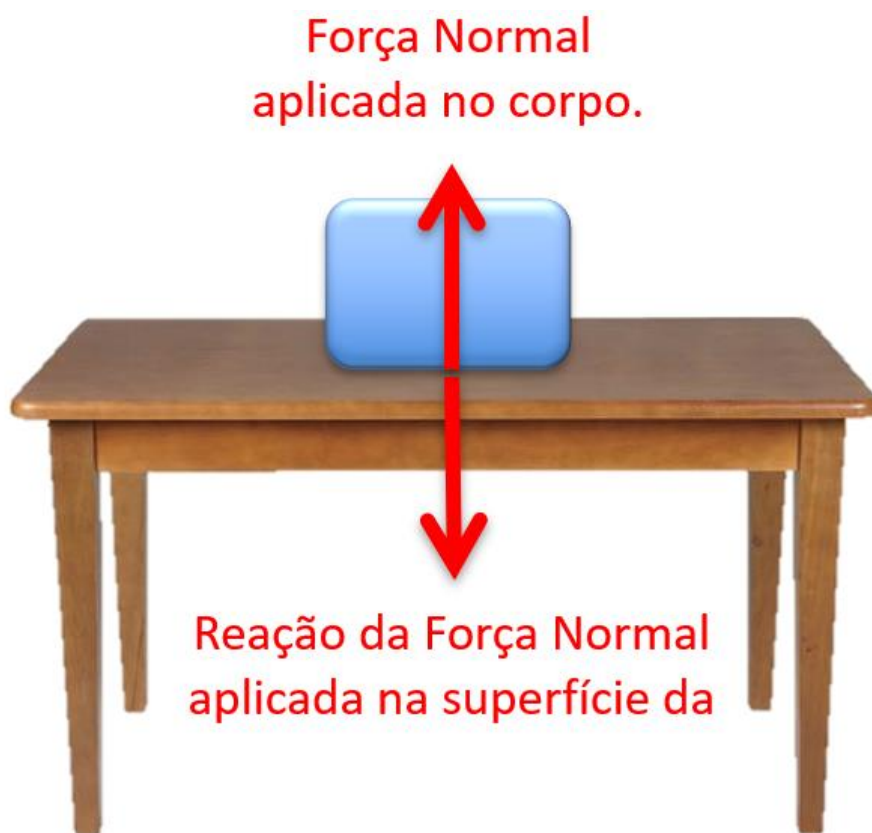 Força Normal
aplicada no corpo.
Reação da Força Normal
aplicada na superfície da